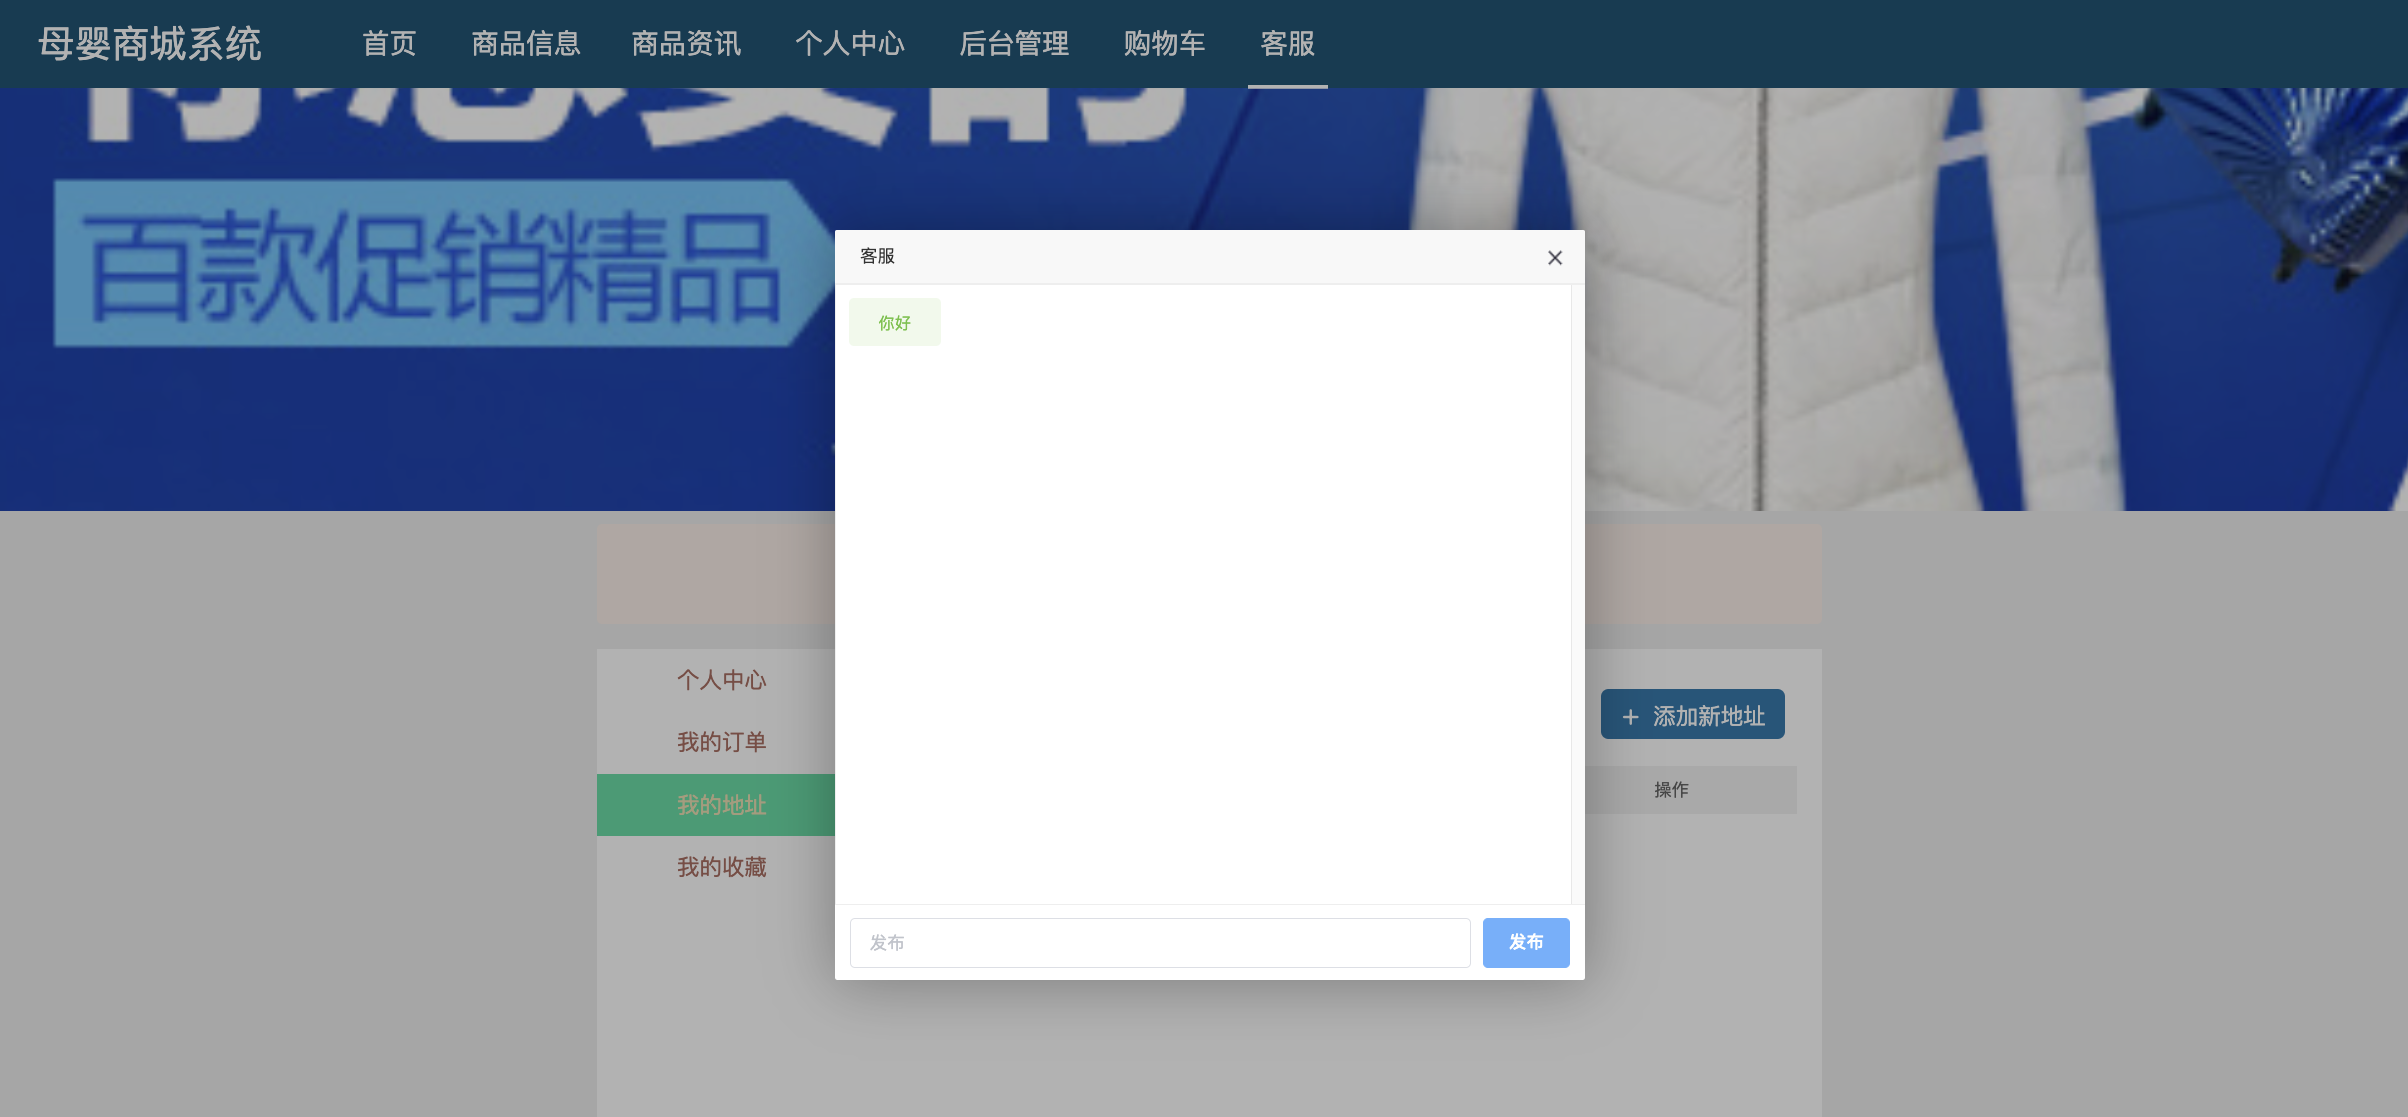 母婴商城系统 首页 商品信息 商品资讯 个人中心 后台管理 购物车 客服
百款促销精品
客服
你好
发布
发布
个人中心
我的订单
我的地址
我的收藏
添加新地址
操作